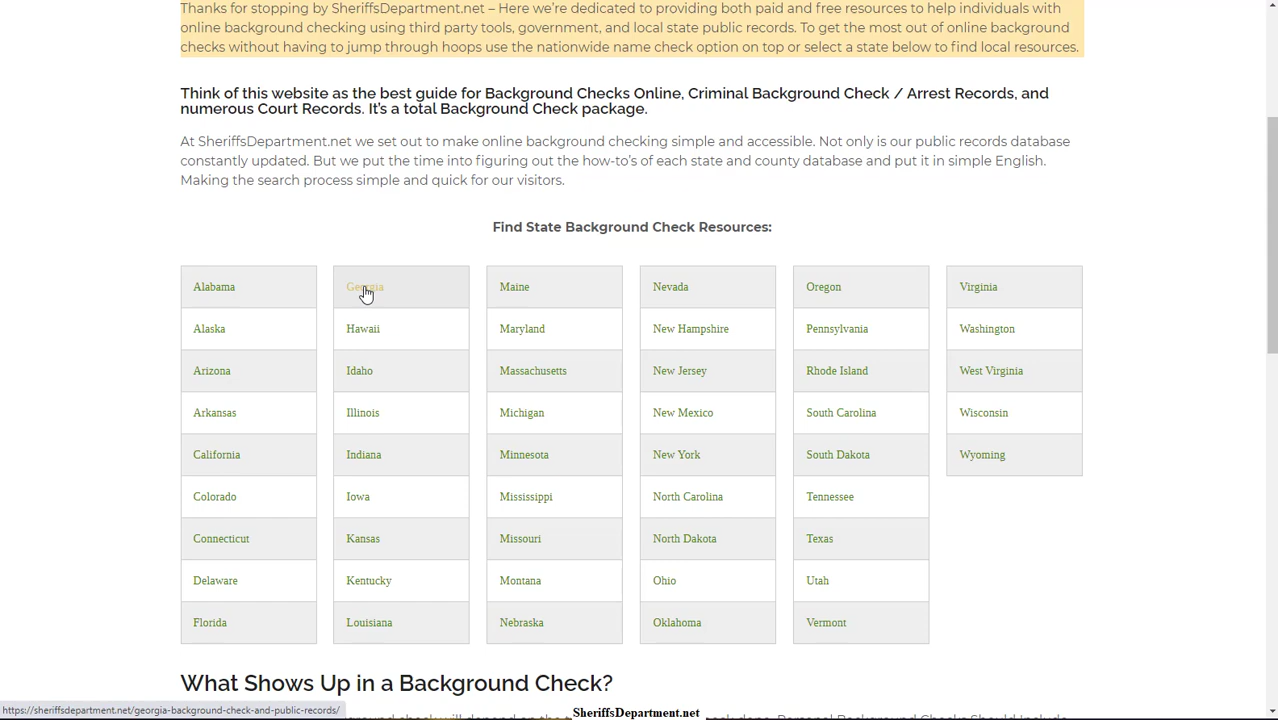 Thanks for stopping by SheriffsDepartment.net – Here we're dedicated to providing both paid and free resources to help individuals with
online background checking using third party tools, government, and local state public records. To get the most out of online background
checks without having to jump through hoops use the nationwide name check option on top or select a state below to find local resources.
Think of this website as the best guide for Background Checks Online, Criminal Background Check / Arrest Records, and
numerous Court Records. It's a total Background Check package.
At SheriffsDepartment.net we set out to make online background checking simple and accessible. Not only is our public records database
constantly updated. But we put the time into figuring out the how-to's of each state and county database and put it in simple English.
Making the search process simple and quick for our visitors.
Find State Background Check Resources:
Alabama Georgia Maine Nevada Oregon Virginia
Alaska Hawaii Maryland New Hampshire Pennsylvania Washington
Arizona Idaho Massachusetts New Jersey Rhode Island West Virginia
Arkansas Illinois Michigan New Mexico South Carolina Wisconsin
California Indiana Minnesota New York South Dakota Wyoming
Colorado Iowa Mississippi North Carolina Tennessee
Connecticut Kansas Missouri North Dakota Texas
Delaware Kentucky Montana Ohio Utah
Florida Louisiana Nebraska Oklahoma Vermont
What Shows Up in a Background Check?
https://sheriffsdepartment.net/georgia-background-check-and-public-records/
SheriffsDepartment.net